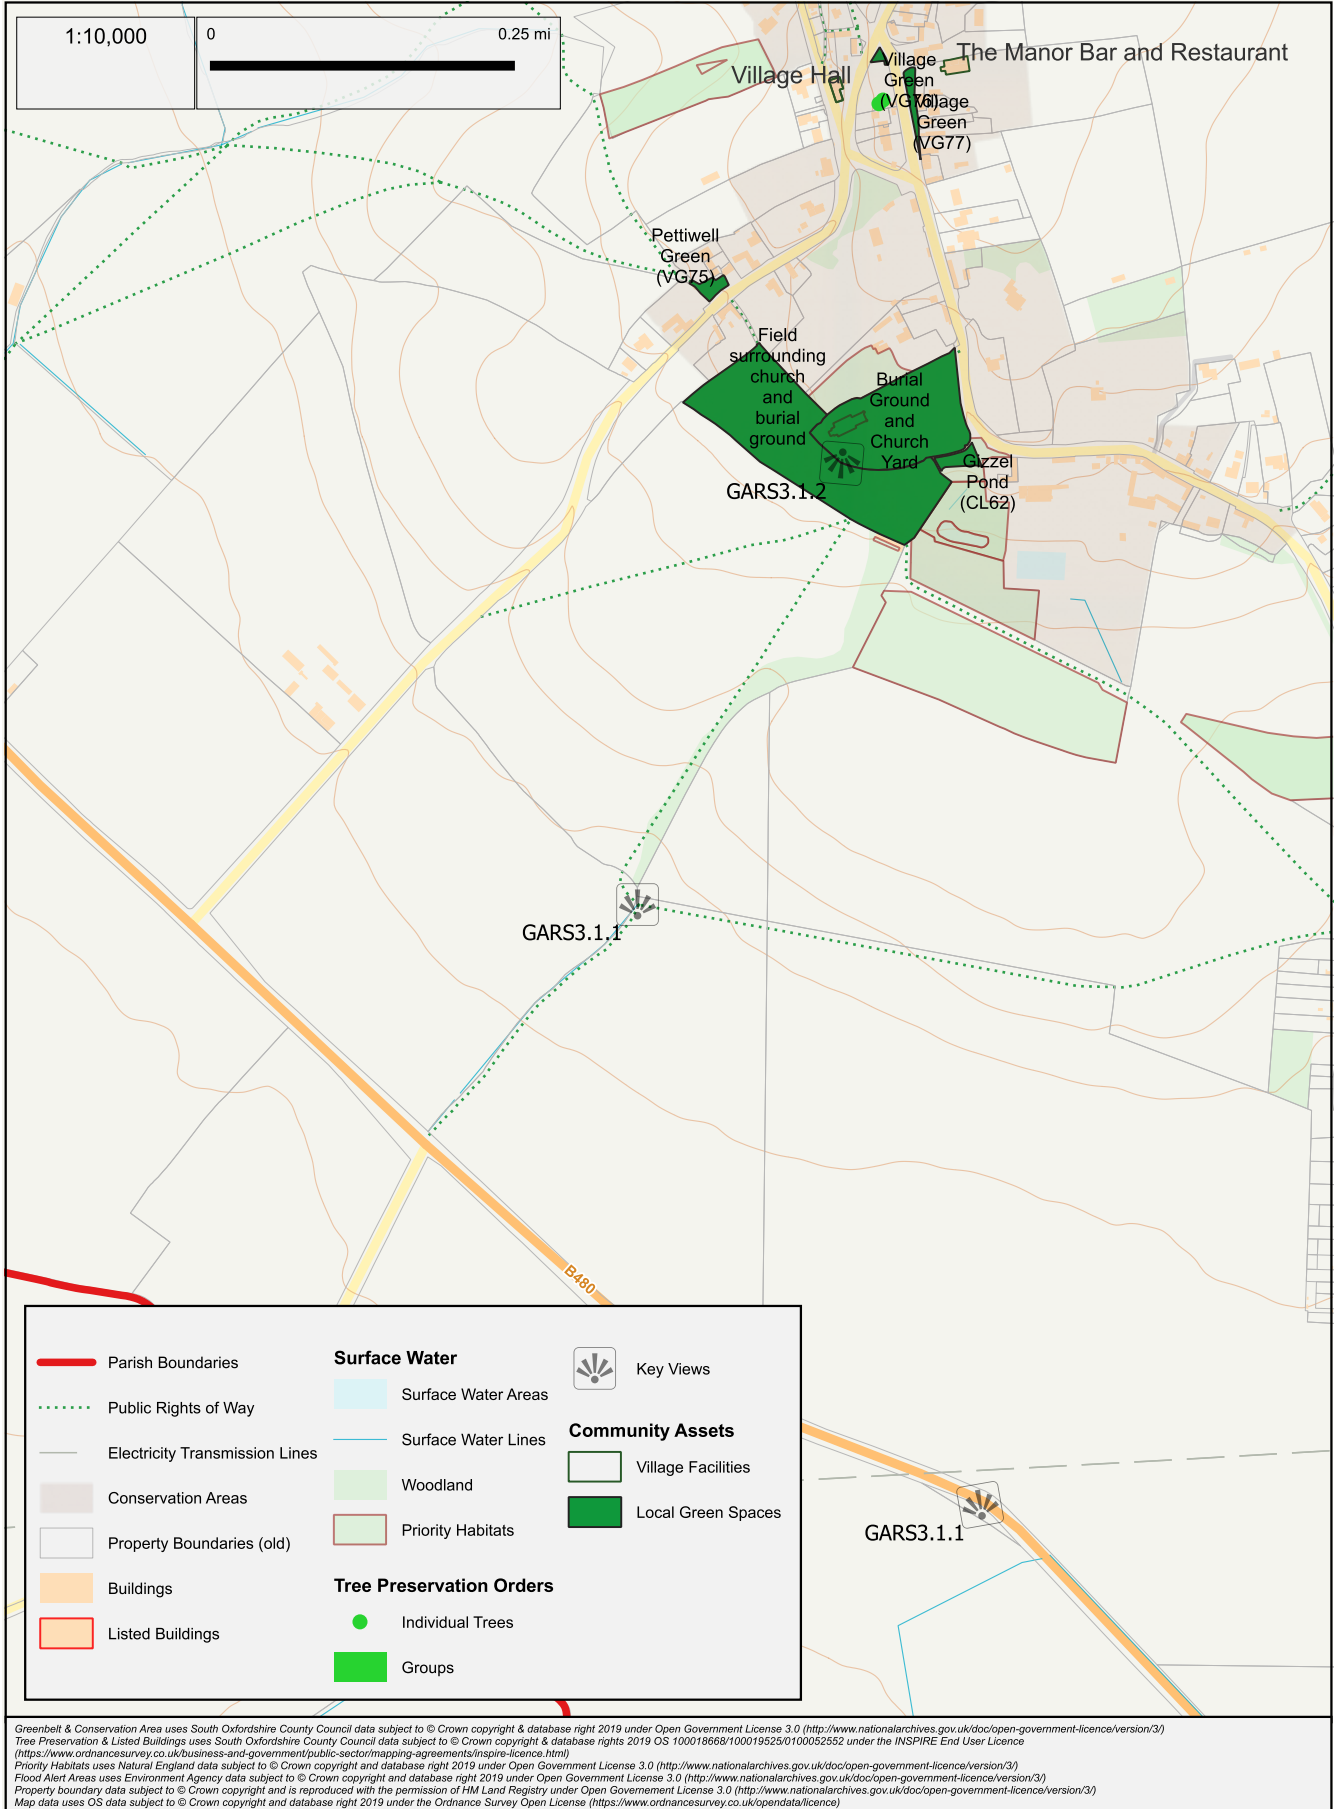 1:10,000
0
0.25 mi
The Manor Bar and Restaurant
Village Hall
Village
Green
(VG76)
Village
Green
(VG77)
Pettiwell
Green
(VG75)
Field
surrounding
church
and
burial
ground
Burial
Ground
and
Church
Yard
Gizzel
Pond
(CL62)
GARS3.1.2
GARS3.1.1
B480
GARS3.1.1
Parish Boundaries
Public Rights of Way
Electricity Transmission Lines
Conservation Areas
Property Boundaries (old)
Buildings
Listed Buildings
Surface Water
Surface Water Areas
Surface Water Lines
Woodland
Priority Habitats
Tree Preservation Orders
Individual Trees
Groups
Key Views
Community Assets
Village Facilities
Local Green Spaces
Greenbelt & Conservation Area uses South Oxfordshire County Council data subject to © Crown copyright & database right 2019 under Open Government License 3.0 (http://www.nationalarchives.gov.uk/doc/open-government-licence/version/3/)
Tree Preservation & Listed Buildings uses South Oxfordshire County Council data subject to © Crown copyright & database rights 2019 OS 100018668/100019525/0100052552 under the INSPIRE End User Licence
(https://www.ordnancesurvey.co.uk/business-and-government/public-sector/mapping-agreements/inspire-licence.html)
Priority Habitats uses Natural England data subject to © Crown copyright and database right 2019 under Open Government License 3.0 (http://www.nationalarchives.gov.uk/doc/open-government-licence/version/3/)
Flood Alert Areas uses Environment Agency data subject to © Crown copyright and database right 2019 under Open Government License 3.0 (http://www.nationalarchives.gov.uk/doc/open-government-licence/version/3/)
Property boundary data subject to © Crown copyright and is reproduced with the permission of HM Land Registry under Open Governement License 3.0 (http://www.nationalarchives.gov.uk/doc/open-government-licence/version/3/)
Map data uses OS data subject to © Crown copyright and database right 2019 under the Ordnance Survey Open License (https://www.ordnancesurvey.co.uk/opendata/licence)